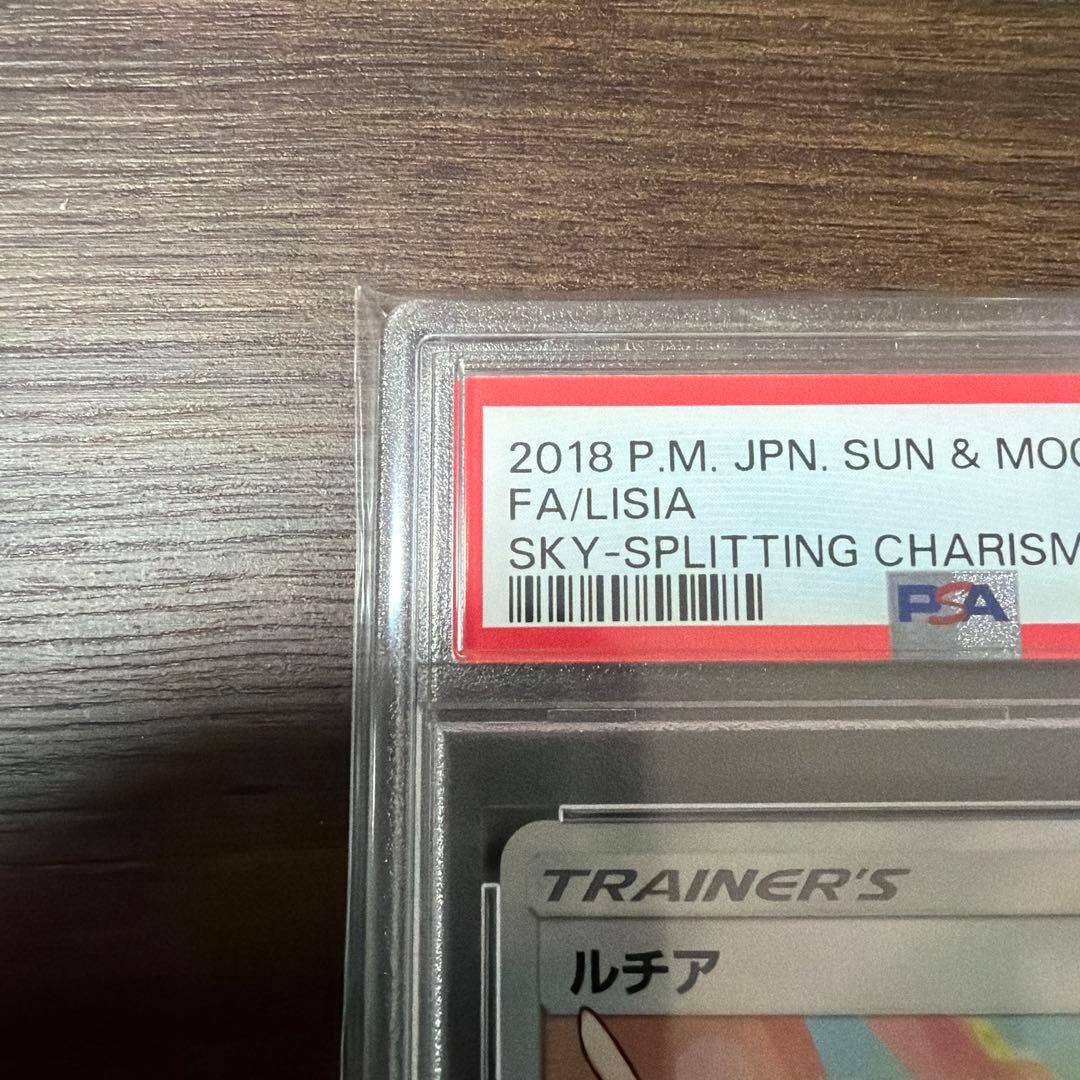 2018 P.M. JPN. SUN & MOO
FA/LISIA
SKY-SPLITTING CHARISM
PSA
TRAINER'S
ルチア